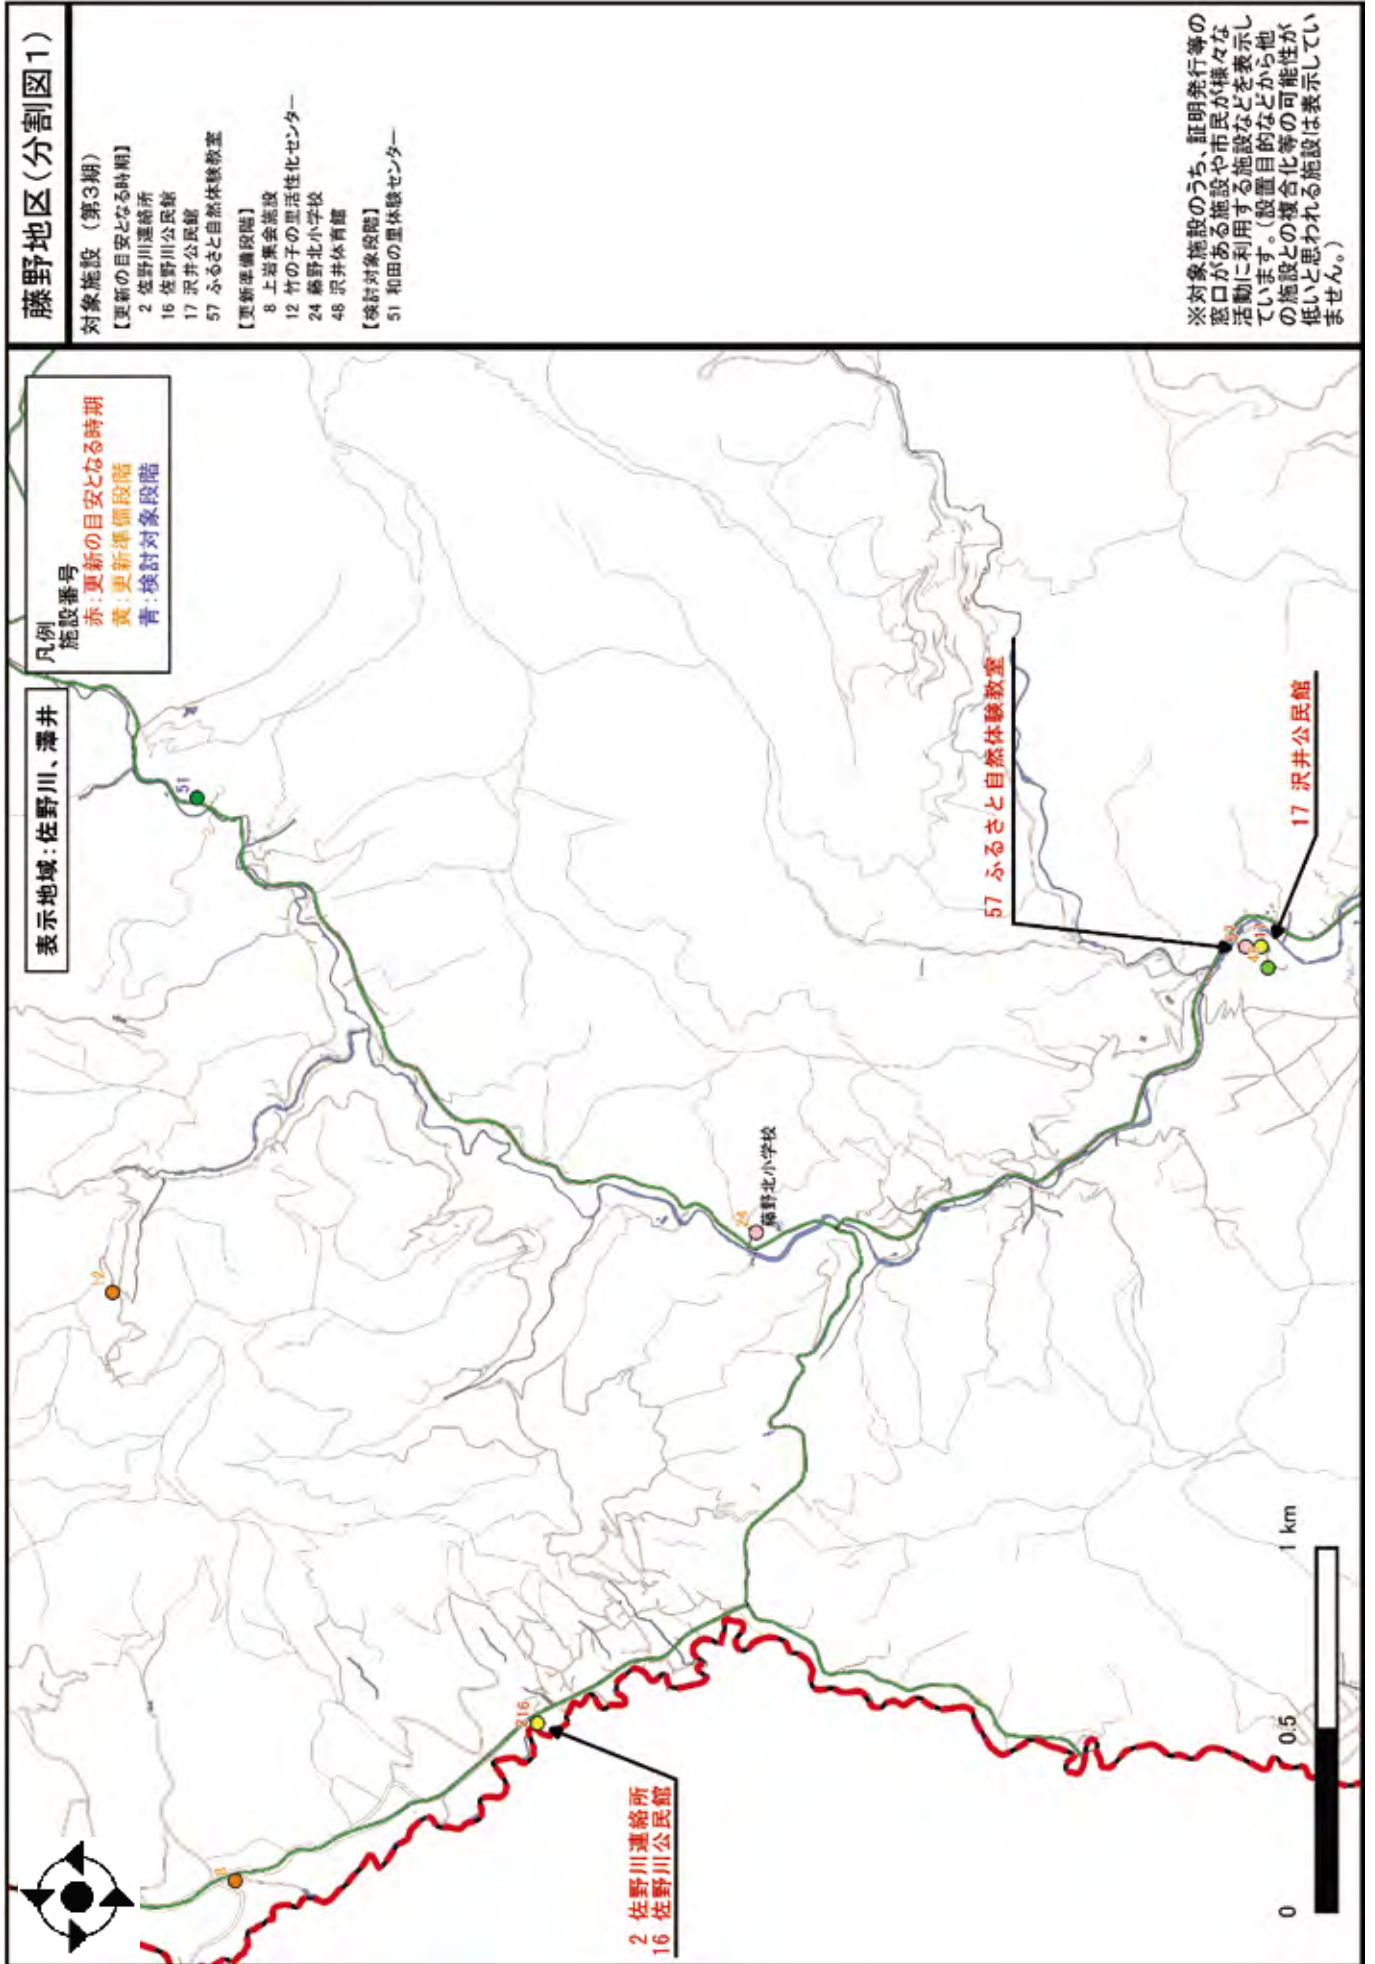 藤野地区(分割図1)
対象施設 (第3期)
【更新の目安となる時期】
2 佐野川連絡所
16 佐野川公民館
17 沢井公民館
57 ふるさと自然体験教室
【更新準備段階】
8 上岩集会施設
12 竹の子の里活性化センター
24 藤野北小学校
48 沢井体育館
【検討対象段階】
51 和田の里体験センター
※対象施設のうち、証明発行等の
窓口がある施設や市民が様々な
活動に利用する施設などを表示し
ています。(設置目的などから他
の施設との複合化等の可能性が
低いと思われる施設は表示してい
ません。)
表示地域:佐野川、澤井
凡例
施設番号
赤:更新の目安となる時期
黄:更新準備段階
青:検討対象段階
51
12
24
藤野北小学校
8
216
2 佐野川連絡所
16 佐野川公民館
57 ふるさと自然体験教室
17 沢井公民館
0 0.5 1 km